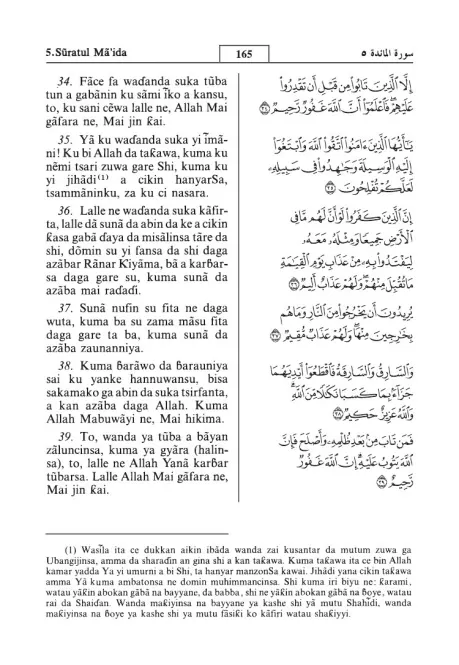 5.Sūratul Mā'ida
165
سورة المائدة ٥
34. Fāce fa waɗanda suka tūba
tun a gabānin ku sāmi īko a kansu,
to, ku sani cēwa lalle ne, Allah Mai
gāfara ne, Mai jin ƙai.
35. Yā ku waɗanda suka yi īmā-
ni! Ku bi Allah da taƙawa, kuma ku
nēmi tsari zuwa gare Shi, kuma ku
yi jihādi(1) a cikin hanyarSa,
tsammāninku, za ku ci nasara.
36. Lalle ne waɗanda suka kāfir-
ta, lalle dā sunā da abin da ke a cikin
ƙasa gabā ɗaya da misālinsa tāre da
shi, dōmin su yi fansa da shi daga
azābar Rānar Ƙiyāma, bā a karɓar-
sa daga gare su, kuma sunā da
azāba mai raɗaɗi.
37. Sunā nufin su fita ne daga
wuta, kuma ba su zama māsu fita
daga gare ta ba, kuma sunā da
azāba zaunanniya.
38. Kuma ɓarāwo da ɓarauniya
sai ku yanke hannuwansu, bisa
sakamako ga abin da suka tsirfanta,
a kan azāba daga Allah. Kuma
Allah Mabuwāyi ne, Mai hikima.
39. To, wanda ya tūba a bāyan
zāluncinsa, kuma ya gyāra (halin-
sa), to, lalle ne Allah Yanā karɓar
tūbarsa. Lalle Allah Mai gāfara ne,
Mai jin ƙai.
إِلَّا ٱلَّذِينَ تَابُوا۟ مِن قَبْلِ أَن تَقْدِرُوا۟
عَلَيْهِمْ ۖ فَٱعْلَمُوٓا۟ أَنَّ ٱللَّهَ غَفُورٌ رَّحِيمٌ ﴿٣٤﴾
يَـٰٓأَيُّهَا ٱلَّذِينَ ءَامَنُوا۟ ٱتَّقُوا۟ ٱللَّهَ وَٱبْتَغُوٓا۟
إِلَيْهِ ٱلْوَسِيلَةَ وَجَـٰهِدُوا۟ فِى سَبِيلِهِۦ
لَعَلَّكُمْ تُفْلِحُونَ ﴿٣٥﴾
إِنَّ ٱلَّذِينَ كَفَرُوا۟ لَوْ أَنَّ لَهُم مَّا فِى
ٱلْأَرْضِ جَمِيعًا وَمِثْلَهُۥ مَعَهُۥ
لِيَفْتَدُوا۟ بِهِۦ مِنْ عَذَابِ يَوْمِ ٱلْقِيَـٰمَةِ
مَا تُقُبِّلَ مِنْهُمْ ۖ وَلَهُمْ عَذَابٌ أَلِيمٌ ﴿٣٦﴾
يُرِيدُونَ أَن يَخْرُجُوا۟ مِنَ ٱلنَّارِ وَمَا هُم
بِخَـٰرِجِينَ مِنْهَا ۖ وَلَهُمْ عَذَابٌ مُّقِيمٌ ﴿٣٧﴾
وَٱلسَّارِقُ وَٱلسَّارِقَةُ فَٱقْطَعُوٓا۟ أَيْدِيَهُمَا
جَزَآءًۢ بِمَا كَسَبَا نَكَـٰلًا مِّنَ ٱللَّهِ ۗ
وَٱللَّهُ عَزِيزٌ حَكِيمٌ ﴿٣٨﴾
فَمَن تَابَ مِنۢ بَعْدِ ظُلْمِهِۦ وَأَصْلَحَ فَإِنَّ
ٱللَّهَ يَتُوبُ عَلَيْهِ ۗ إِنَّ ٱللَّهَ غَفُورٌ
رَّحِيمٌ ﴿٣٩﴾
(1) Wasīla ita ce dukkan aikin ibāda wanda zai kusantar da mutum zuwa ga
Ubangijinsa, amma da sharaɗin an gina shi a kan taƙawa. Kuma taƙawa ita ce bin Allah
kamar yadda Ya yi umurni a bi Shi, ta hanyar manzonSa kawai. Jihādi yana cikin taƙawa
amma Yā kuma ambatonsa ne domin muhimmancinsa. Shi kuma iri biyu ne: ƙarami,
watau yāƙin abokan gābā na bayyane, da babba, shi ne yāƙin abokan gābā na ɓoye, watau
rai da Shaiɗan. Wanda maƙiyinsa na bayyane ya kashe shi yā mutu Shahīdi, wanda
maƙiyinsa na ɓoye ya kashe shi ya mutu fāsiƙi ko kāfiri watau shaƙiyyi.